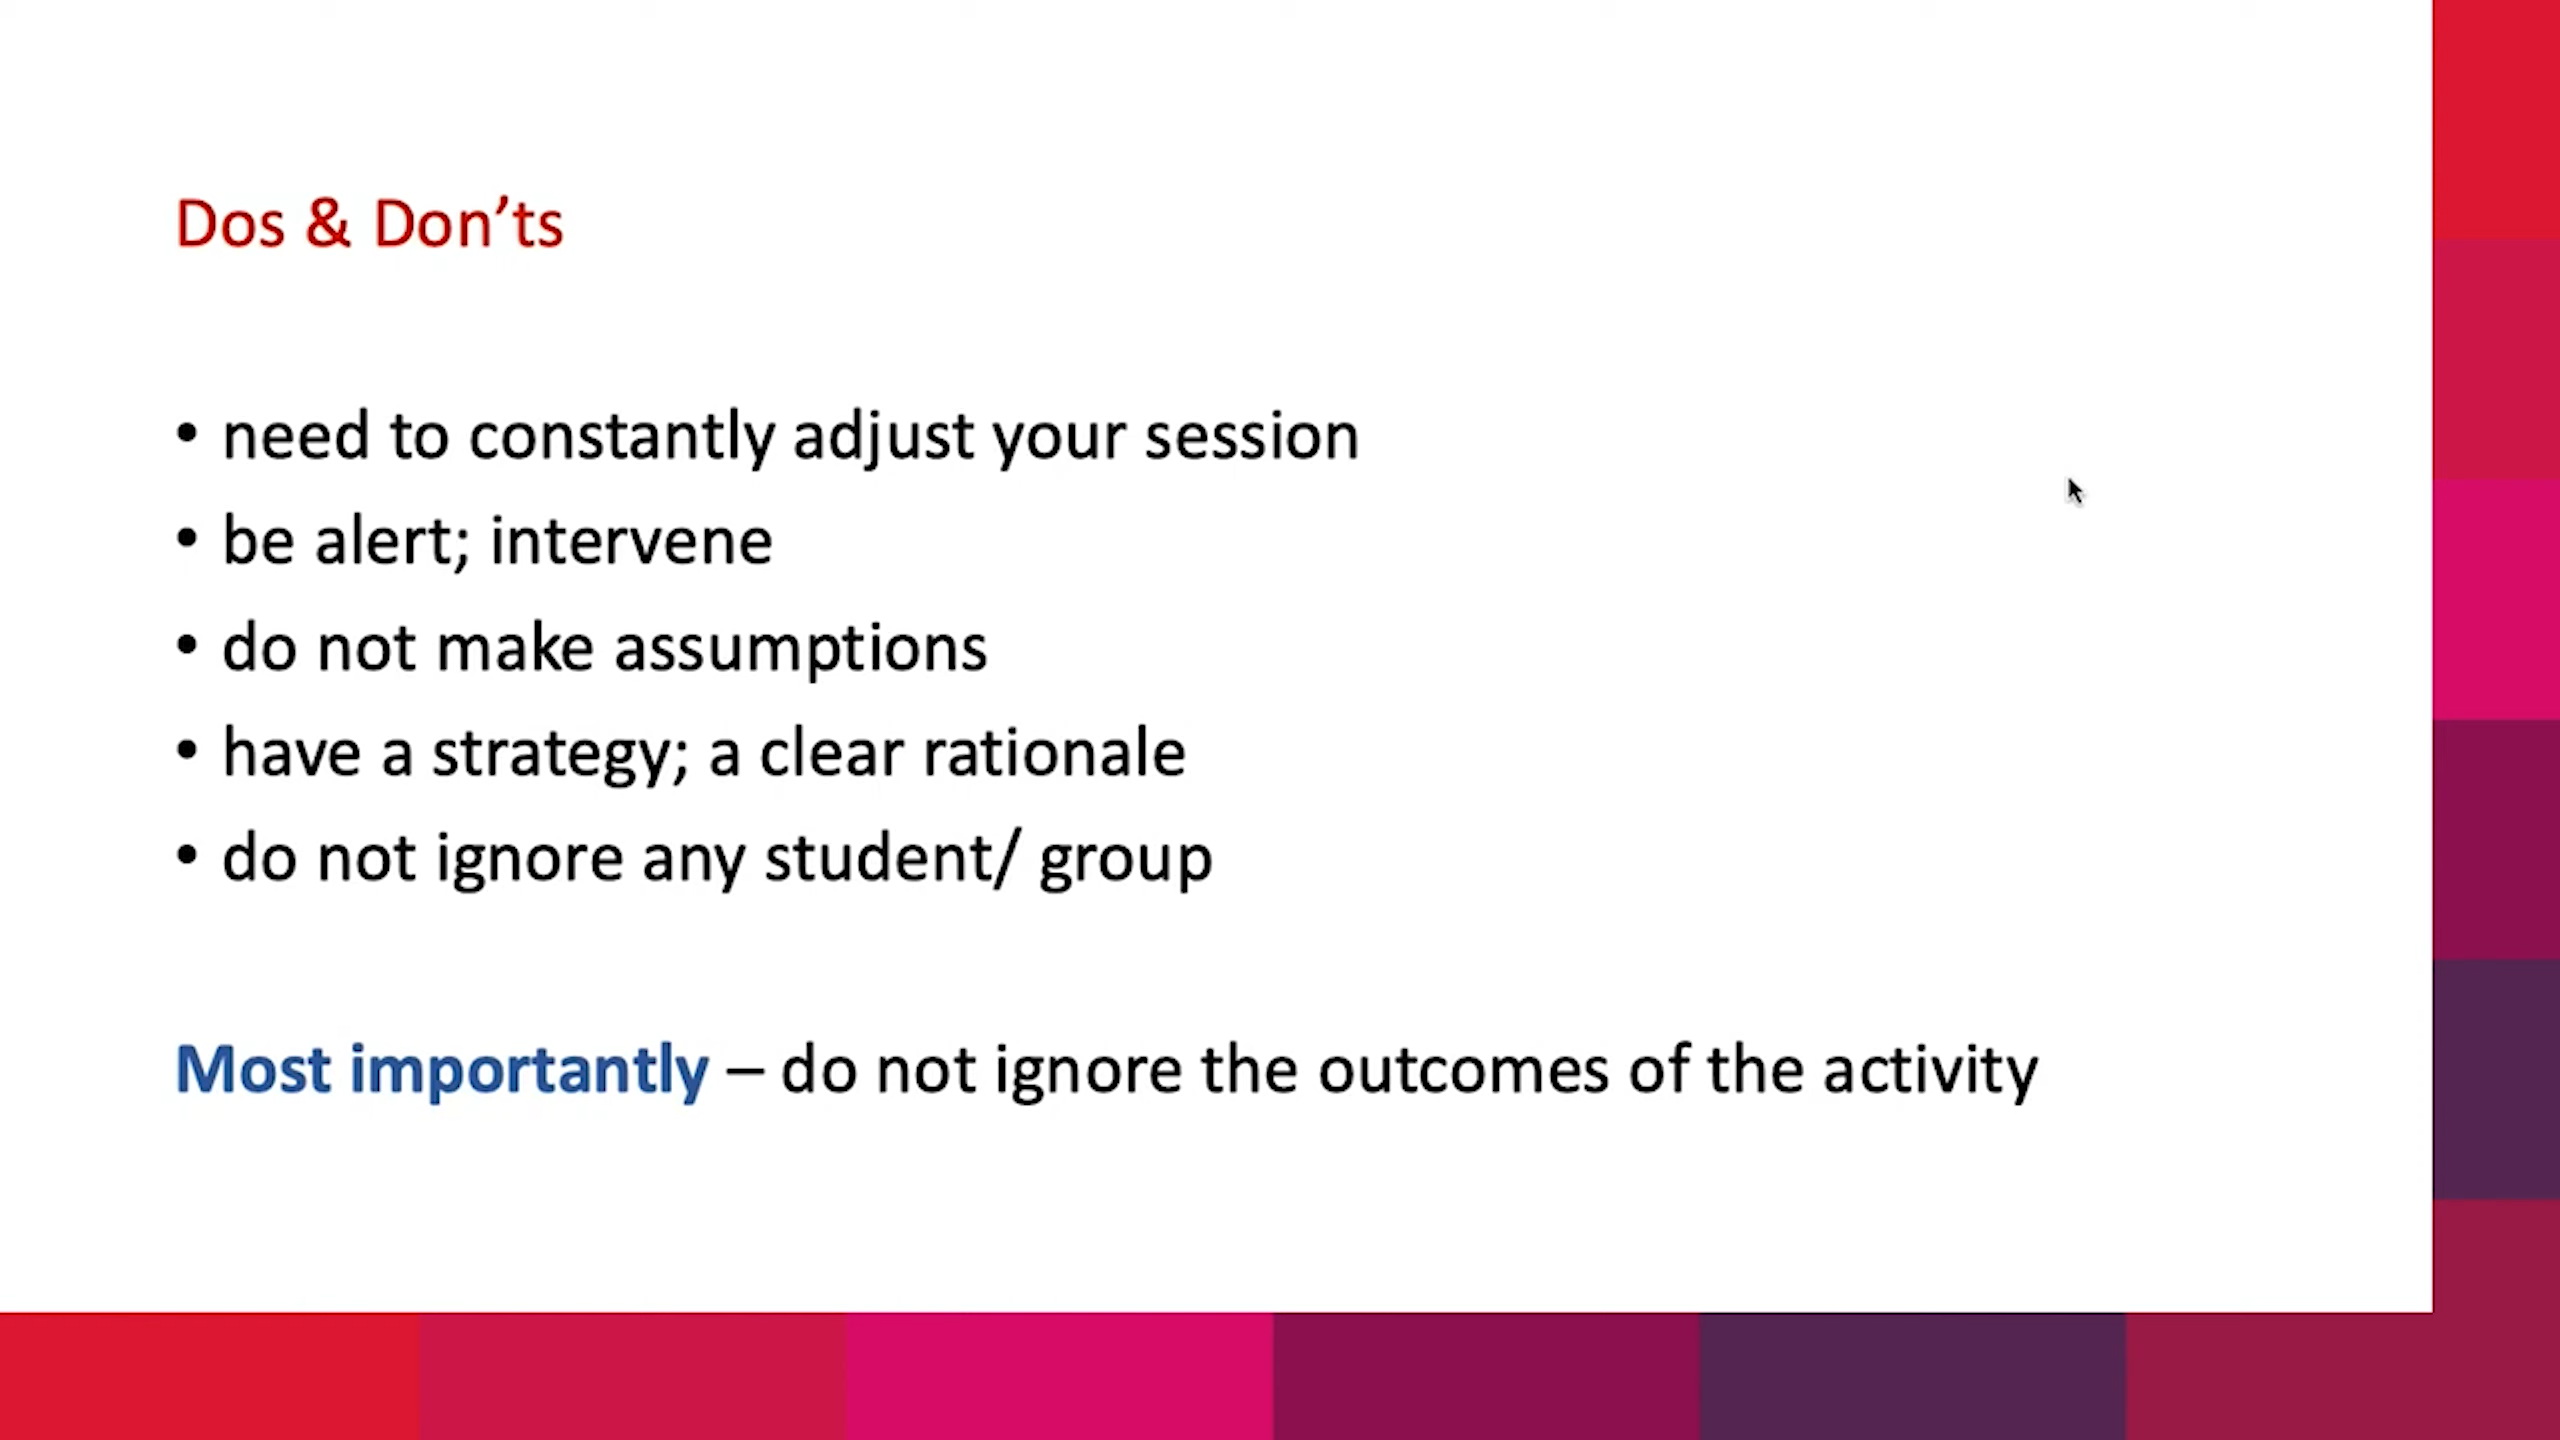 Dos & Don’ts
• need to constantly adjust your session
• be alert; intervene
• do not make assumptions
• have a strategy; a clear rationale
• do not ignore any student/ group
Most importantly – do not ignore the outcomes of the activity